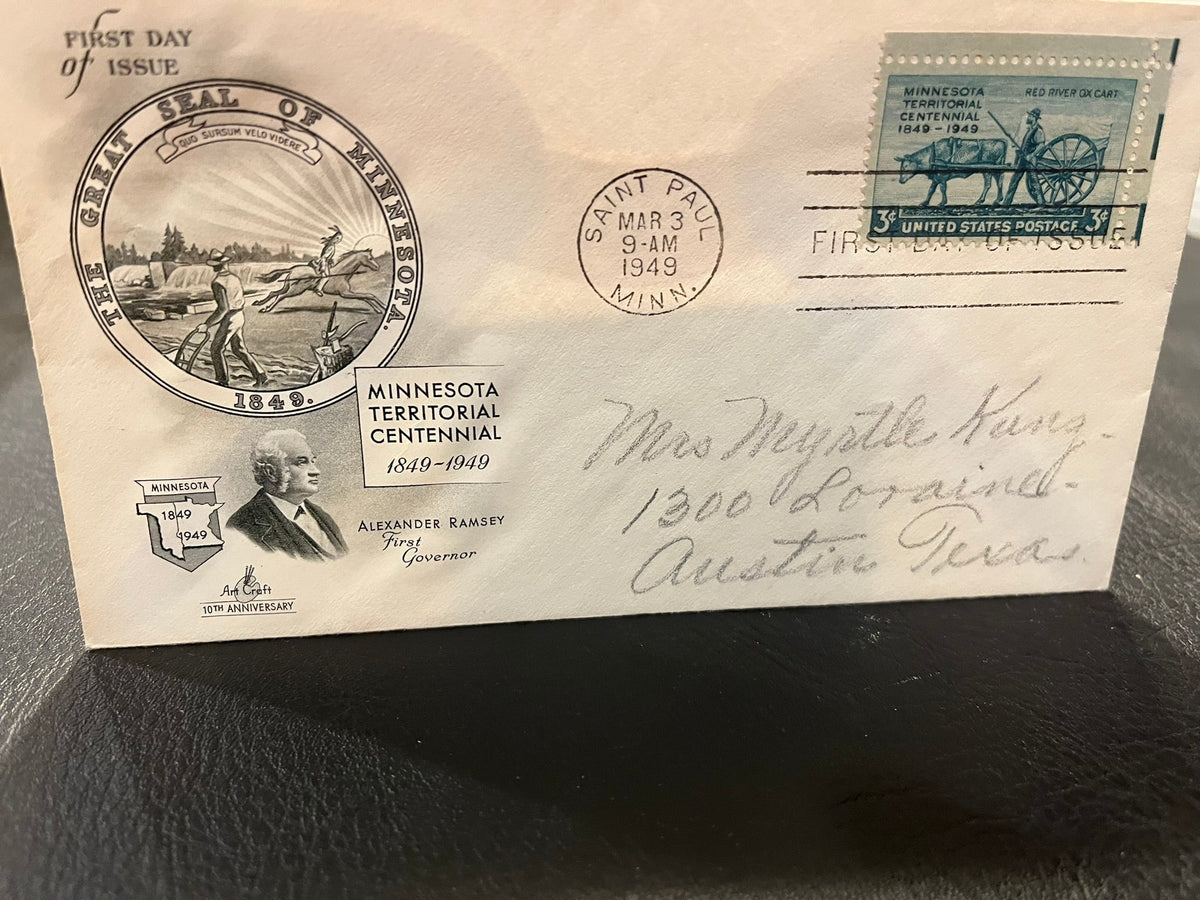 FIRST DAY
of ISSUE
THE GREAT SEAL OF MINNESOTA.
QUO SURSUM VELO VIDERE
1849.
MINNESOTA
TERRITORIAL
CENTENNIAL
1849-1949
MINNESOTA
1849
1949
ALEXANDER RAMSEY
First
Governor
Art Craft
10TH ANNIVERSARY
SAINT PAUL
MAR 3
9-AM
1949
MINN.
MINNESOTA
TERRITORIAL
CENTENNIAL
1849-1949
RED RIVER OX CART
3¢ UNITED STATES POSTAGE 3¢
FIRST DAY OF ISSUE
Mrs Myrtle
1300 Loraine-
Austin Texas.